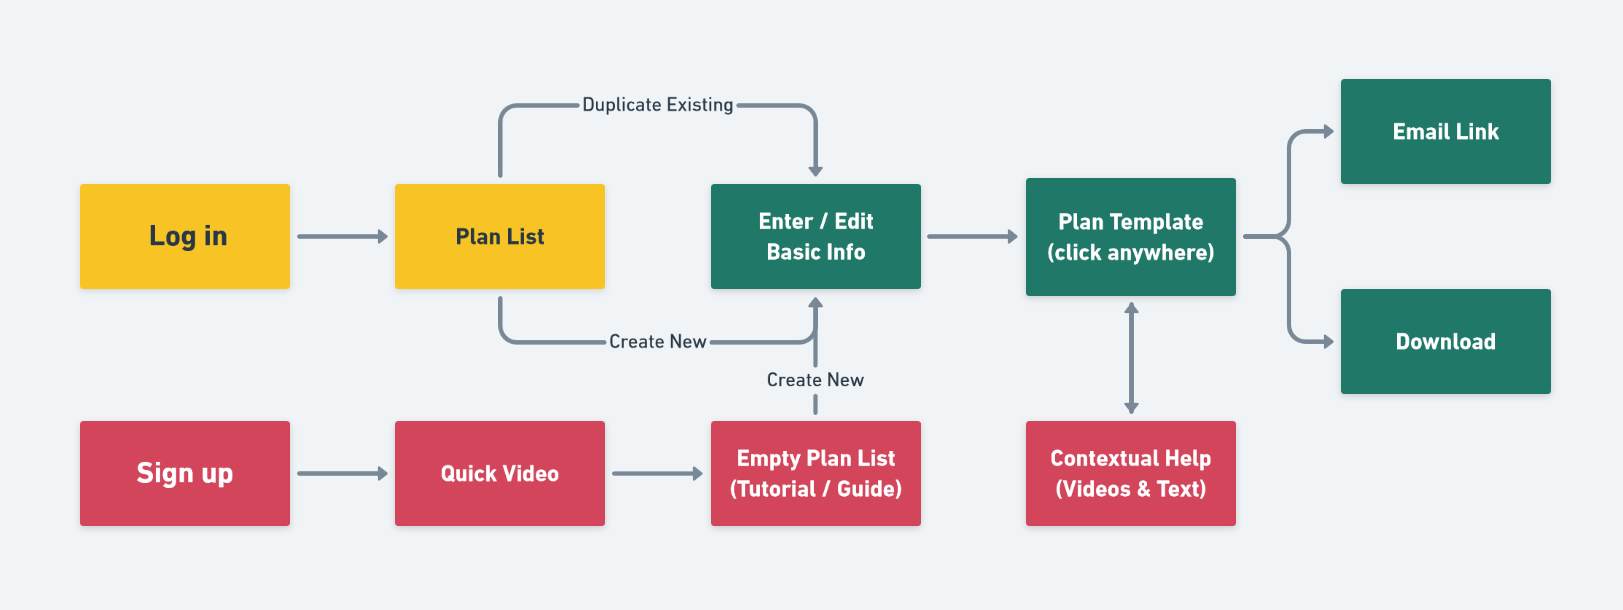 Duplicate Existing
Email Link
Log in
Plan List
Enter / Edit
Basic Info
Plan Template
(click anywhere)
Create New
Download
Create New
Sign up
Quick Video
Empty Plan List
(Tutorial / Guide)
Contextual Help
(Videos & Text)